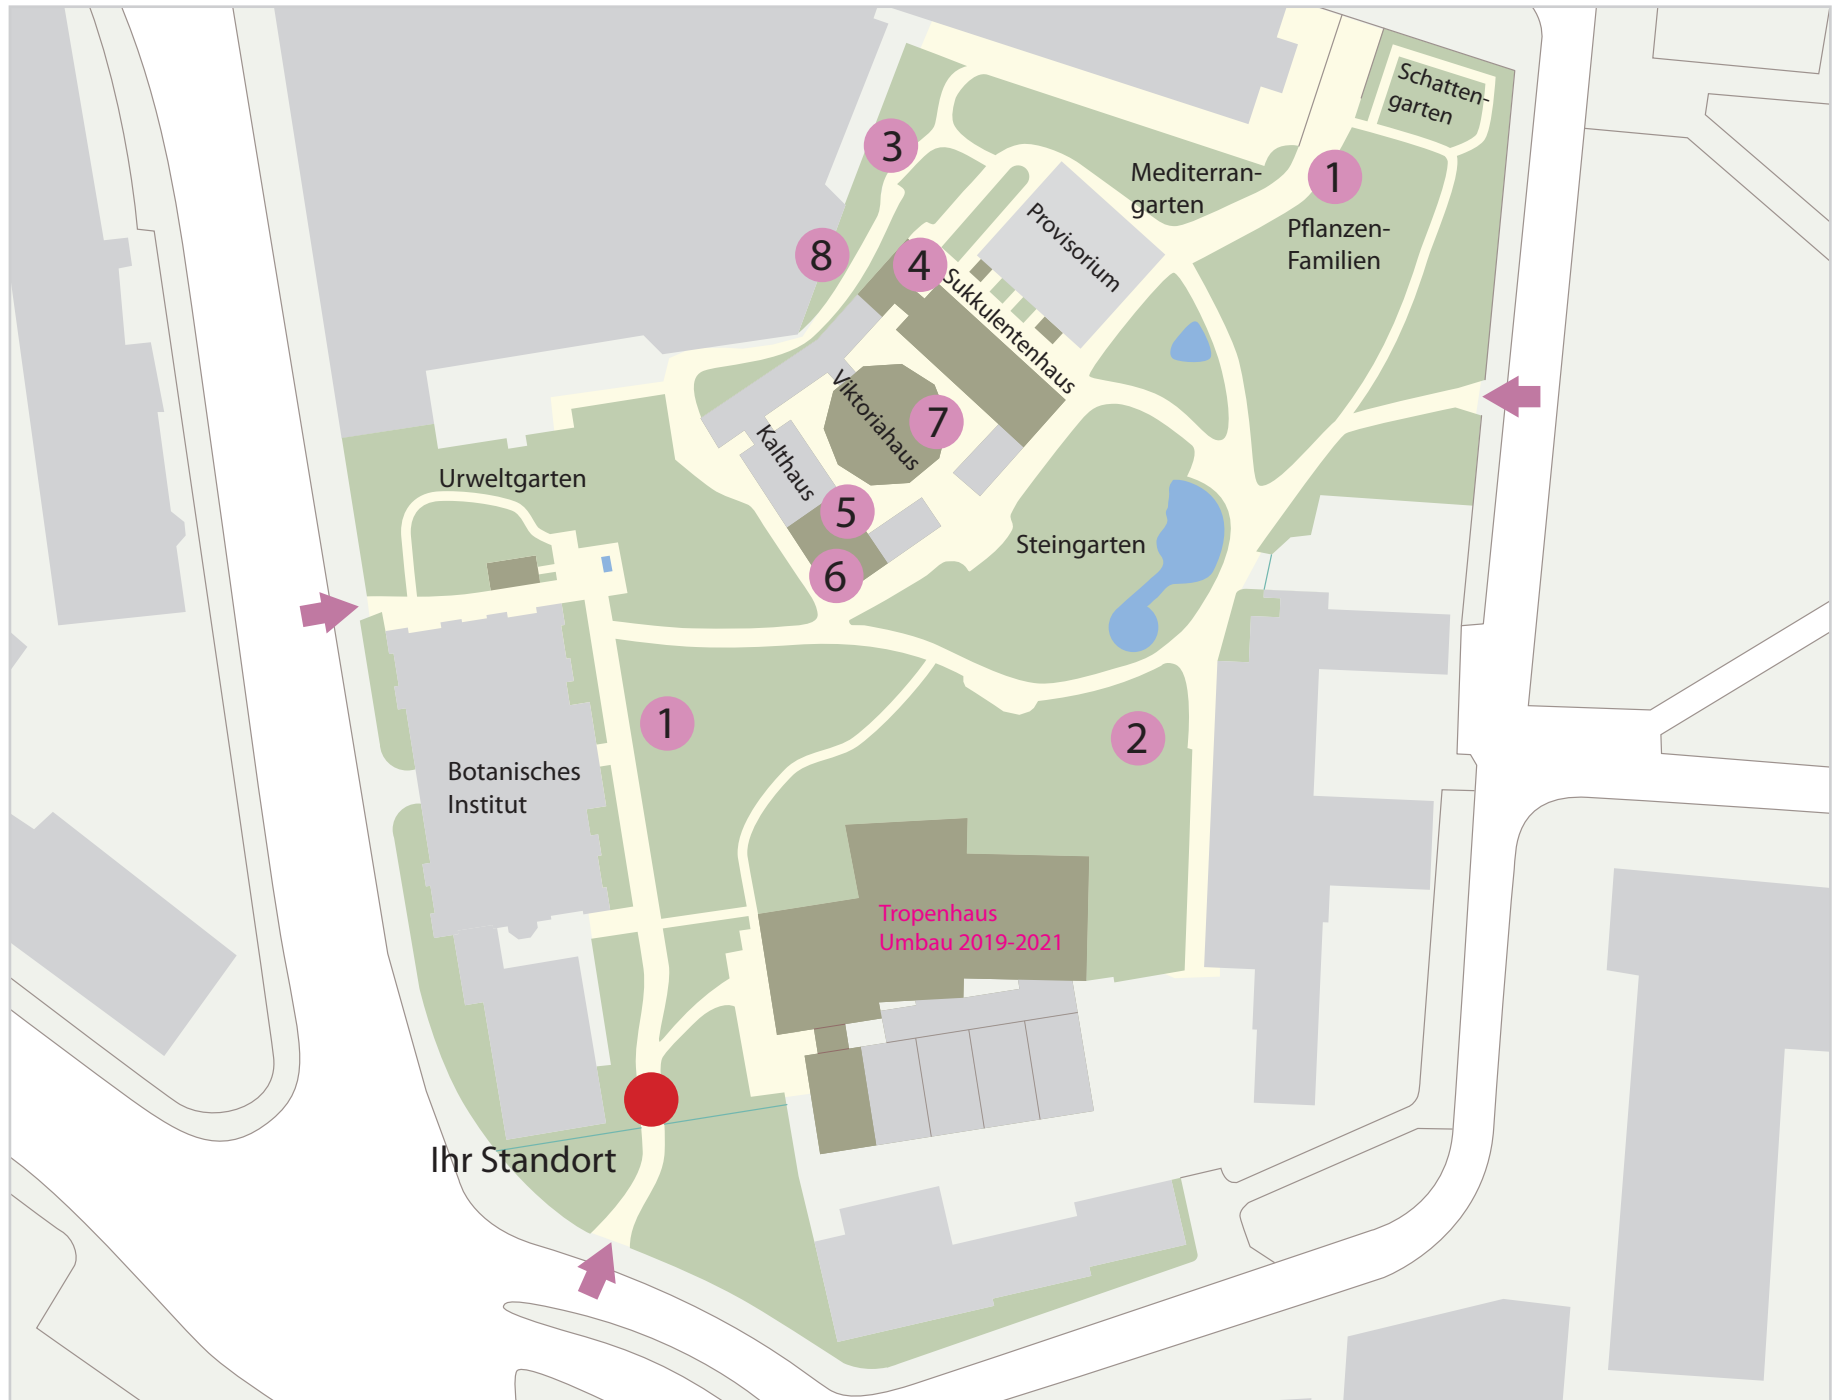 Schatten-
garten
3
Mediterran-
garten
1
Pflanzen-
Familien
Provisorium
8
4
Sukkulentenhaus
Viktoriahaus
7
Kalthaus
Urweltgarten
5
Steingarten
6
1
2
Botanisches
Institut
Tropenhaus
Umbau 2019-2021
Ihr Standort